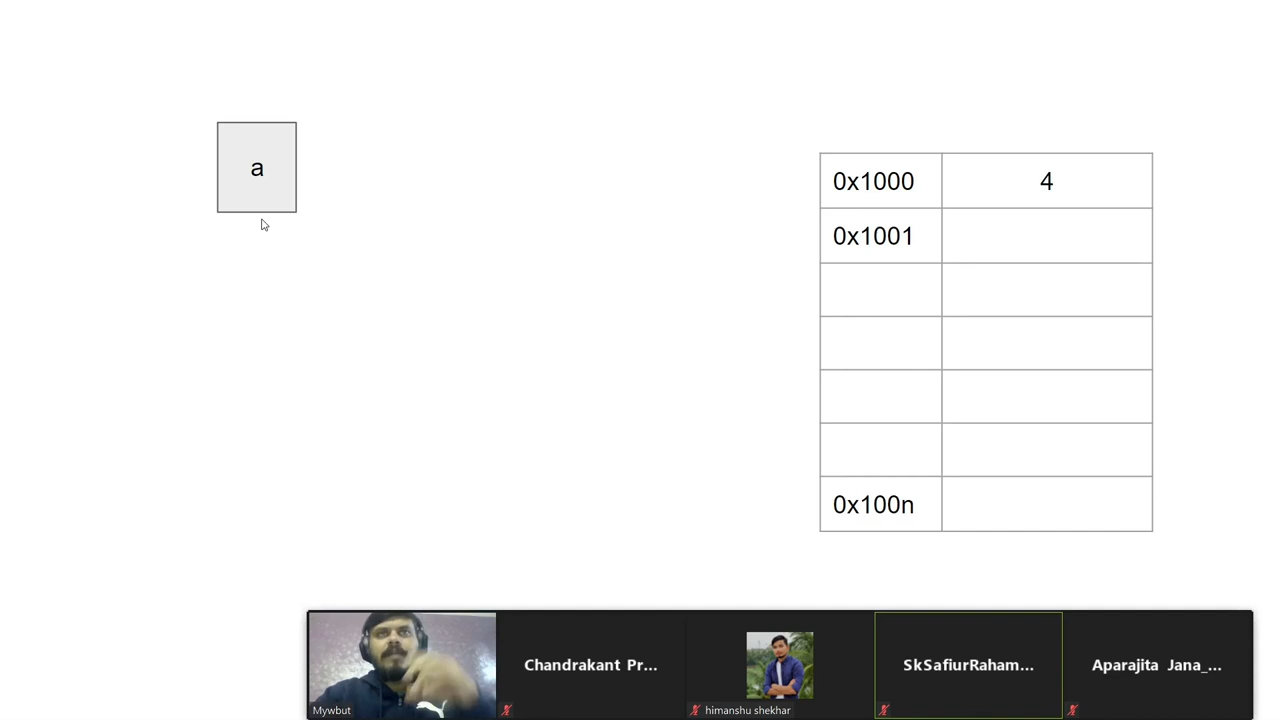 a
0x1000 4
0x1001
0x100n
Mywbut
Chandrakant Pr...
himanshu shekhar
SkSafiurRaham...
Aparajita Jana_...